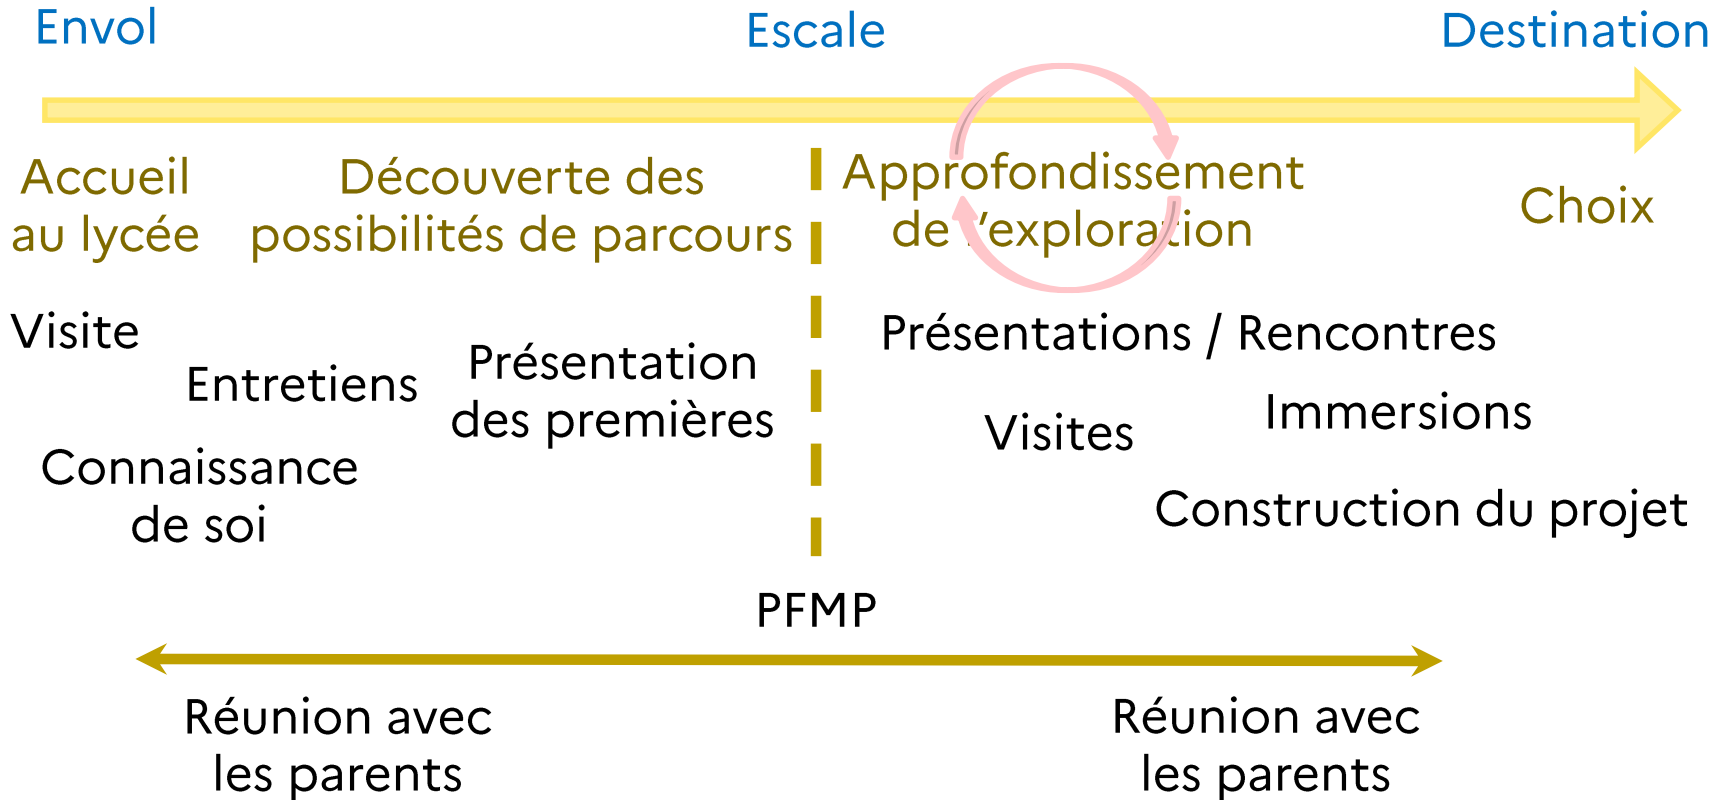 Envol
Escale
Destination
Accueil
au lycée
Découverte des
possibilités de parcours
Approfondissement
de l’exploration
Choix
Visite
Entretiens
Connaissance
de soi
Présentation
des premières
Présentations / Rencontres
Visites
Immersions
Construction du projet
PFMP
Réunion avec
les parents
Réunion avec
les parents